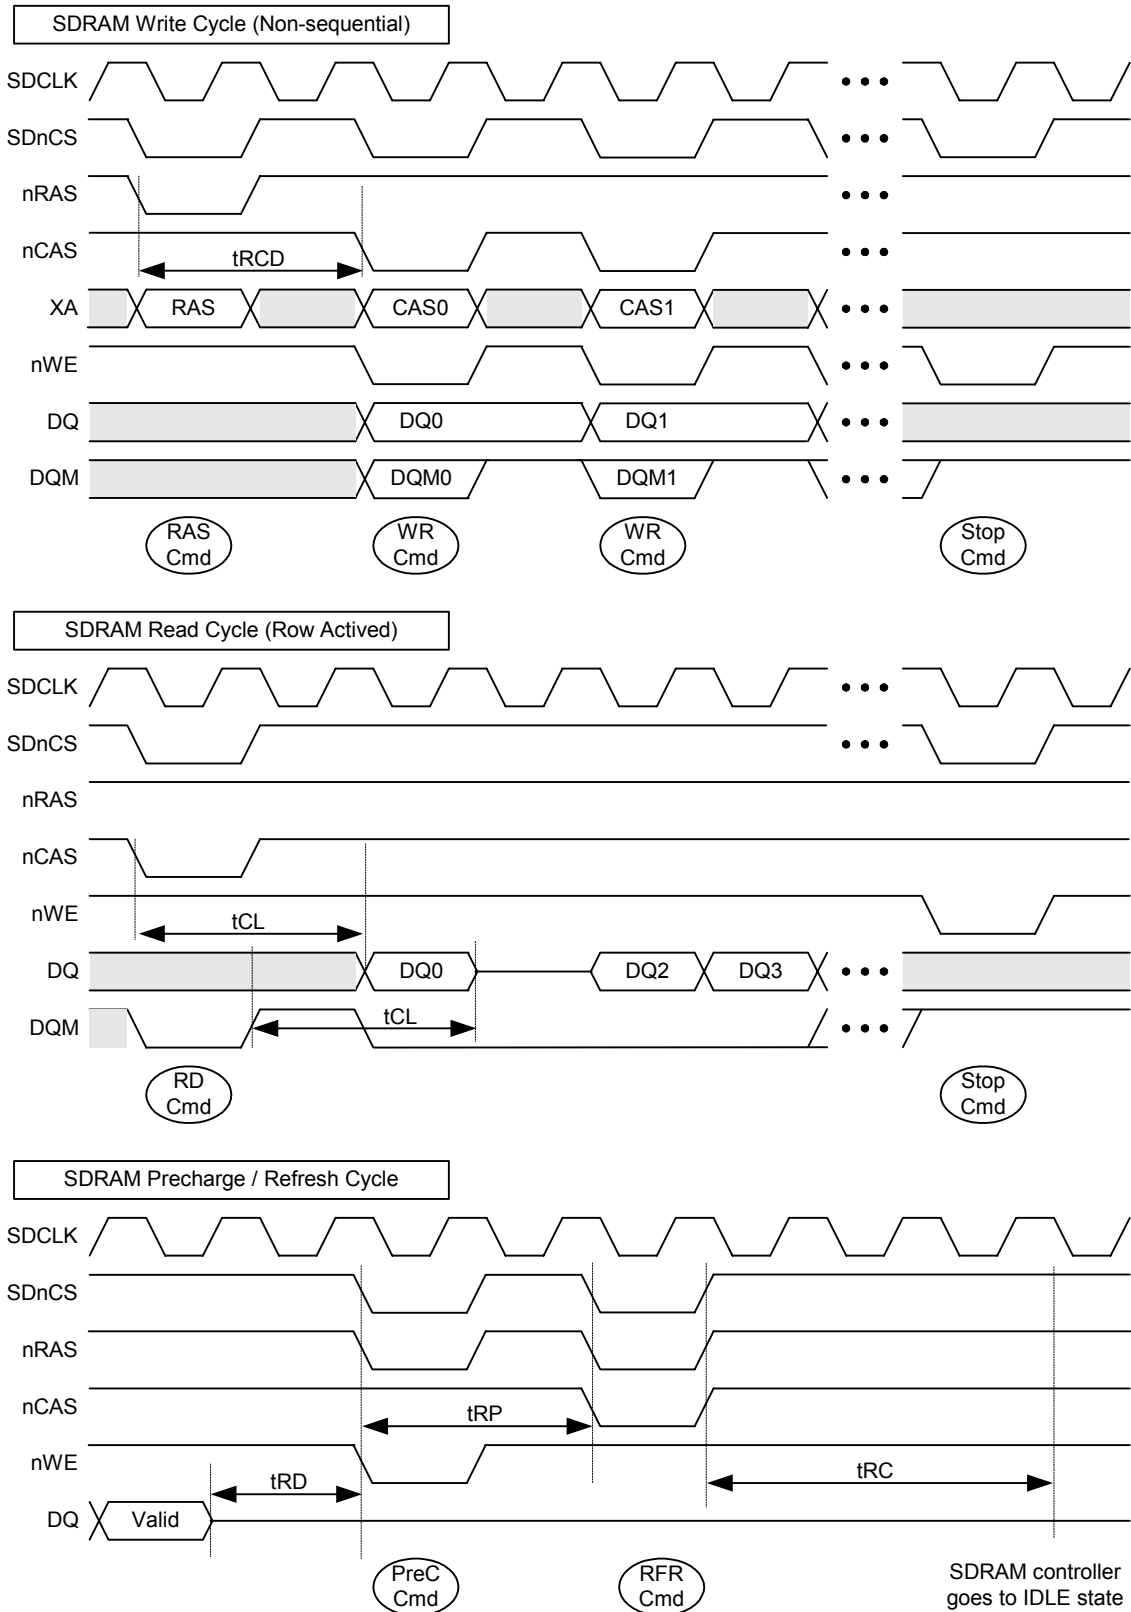 SDRAM Write Cycle (Non-sequential)
SDCLK
SDnCS
nRAS
nCAS
tRCD
XA RAS CAS0 CAS1
nWE
DQ DQ0 DQ1
DQM DQM0 DQM1
RAS Cmd
WR Cmd
WR Cmd
Stop Cmd
SDRAM Read Cycle (Row Actived)
SDCLK
SDnCS
nRAS
nCAS
nWE
tCL
DQ DQ0 DQ2 DQ3
DQM tCL
RD Cmd
Stop Cmd
SDRAM Precharge / Refresh Cycle
SDCLK
SDnCS
nRAS
nCAS
tRP
nWE
tRD tRC
DQ Valid
PreC Cmd
RFR Cmd
SDRAM controller
goes to IDLE state